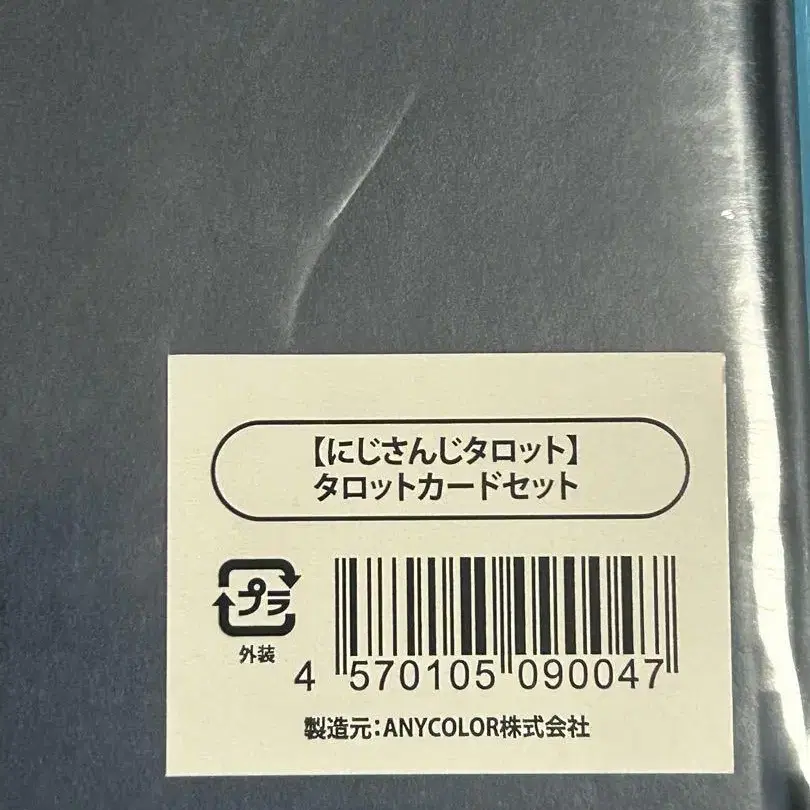 【にじさんじタロット】
タロットカードセット
プラ
外装
4 570105 090047
製造元：ANYCOLOR株式会社